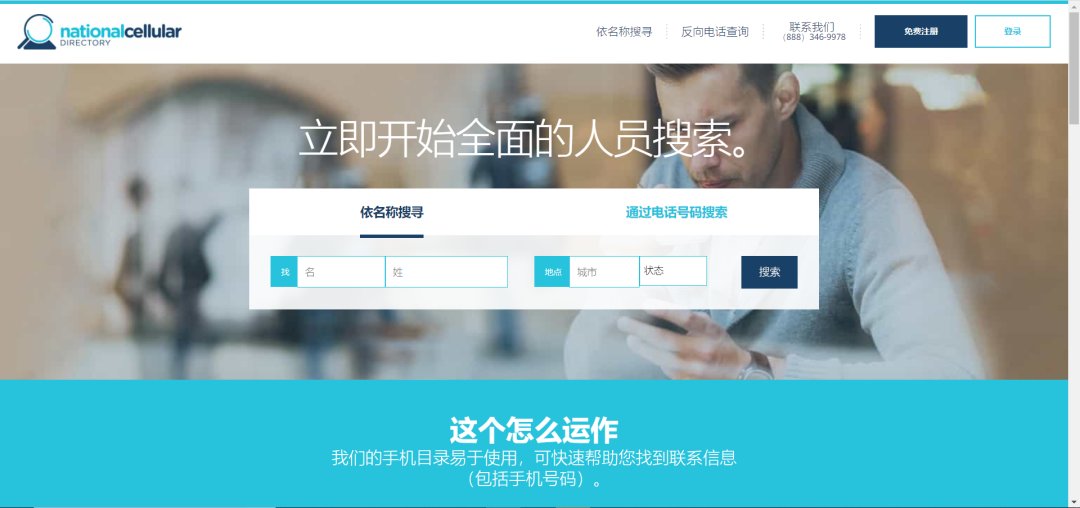 nationalcellular
DIRECTORY
依名称搜寻
反向电话查询
联系我们
（888）346-9978
免费注册
登录
立即开始全面的人员搜索。
依名称搜寻
通过电话号码搜索
找
名
姓
地点
城市
状态
搜索
这个怎么运作
我们的手机目录易于使用，可快速帮助您找到联系信息
（包括手机号码）。